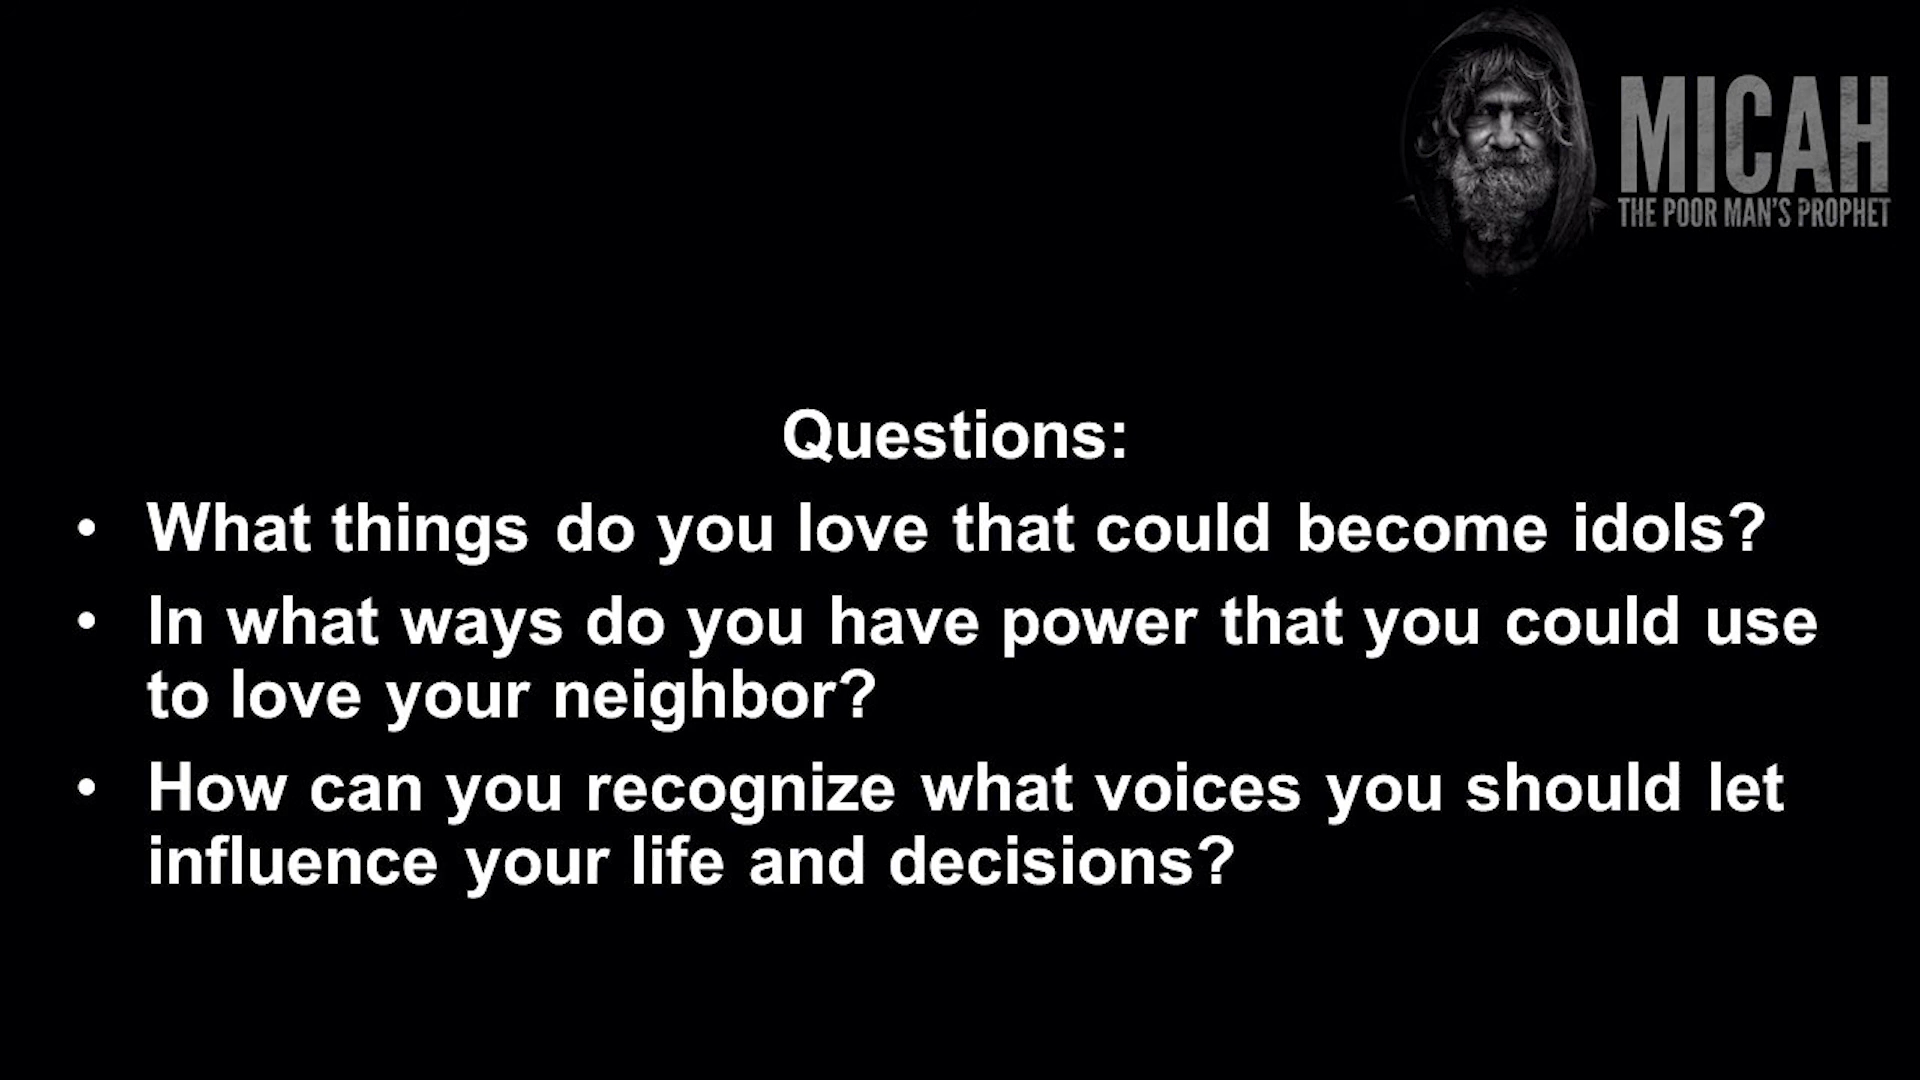 MICAH
THE POOR MAN'S PROPHET
Questions:
• What things do you love that could become idols?
• In what ways do you have power that you could use
to love your neighbor?
• How can you recognize what voices you should let
influence your life and decisions?